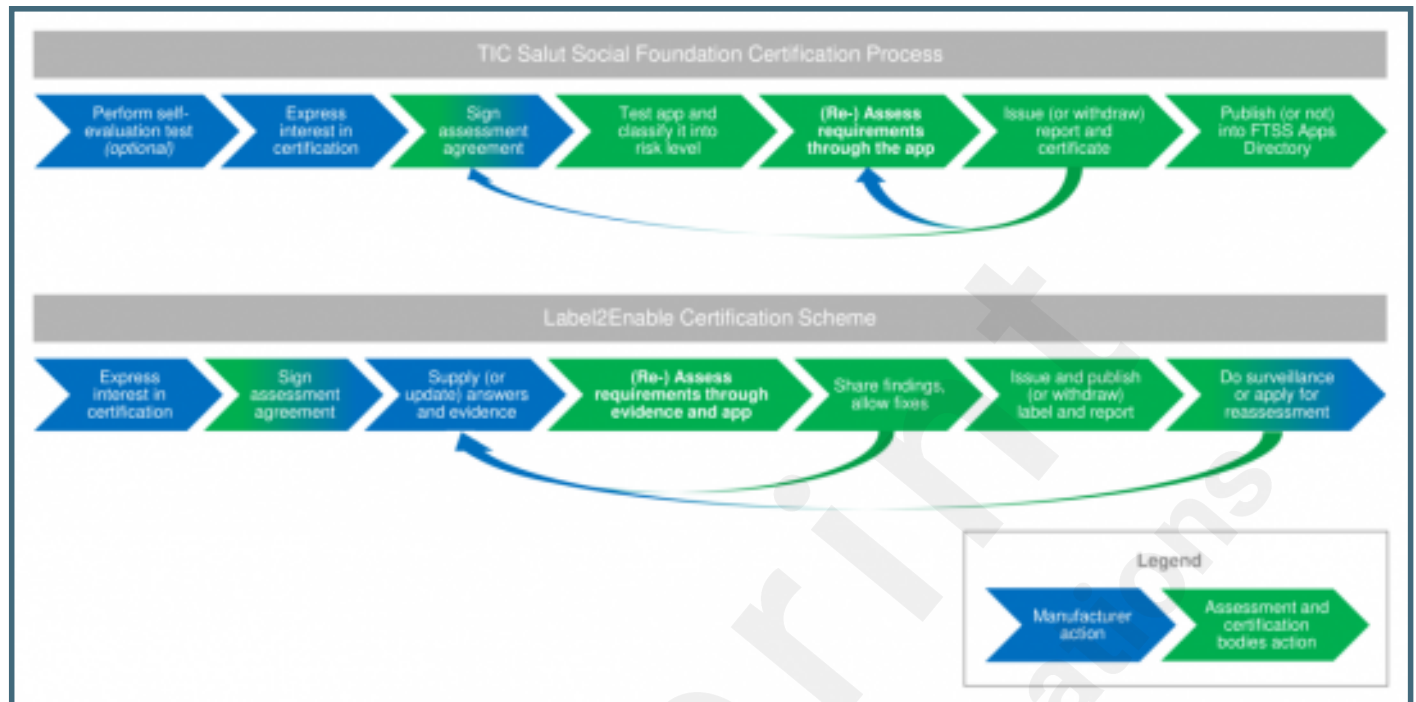 TIC Salut Social Foundation Certification Process
Perform self-
evaluation test
(optional)
Express
interest in
certification
Sign
assessment
agreement
Test app and
classify it into
risk level
(Re-) Assess
requirements
through the app
Issue (or withdraw)
report and
certificate
Publish (or not)
into FTSS Apps
Directory
Label2Enable Certification Scheme
Express
interest in
certification
Sign
assessment
agreement
Supply (or
update) answers
and evidence
(Re-) Assess
requirements through
evidence and app
Share findings,
allow fixes
Issue and publish
(or withdraw)
label and report
Do surveillance
or apply for
reassessment
Legend
Manufacturer
action
Assessment and
certification
bodies action